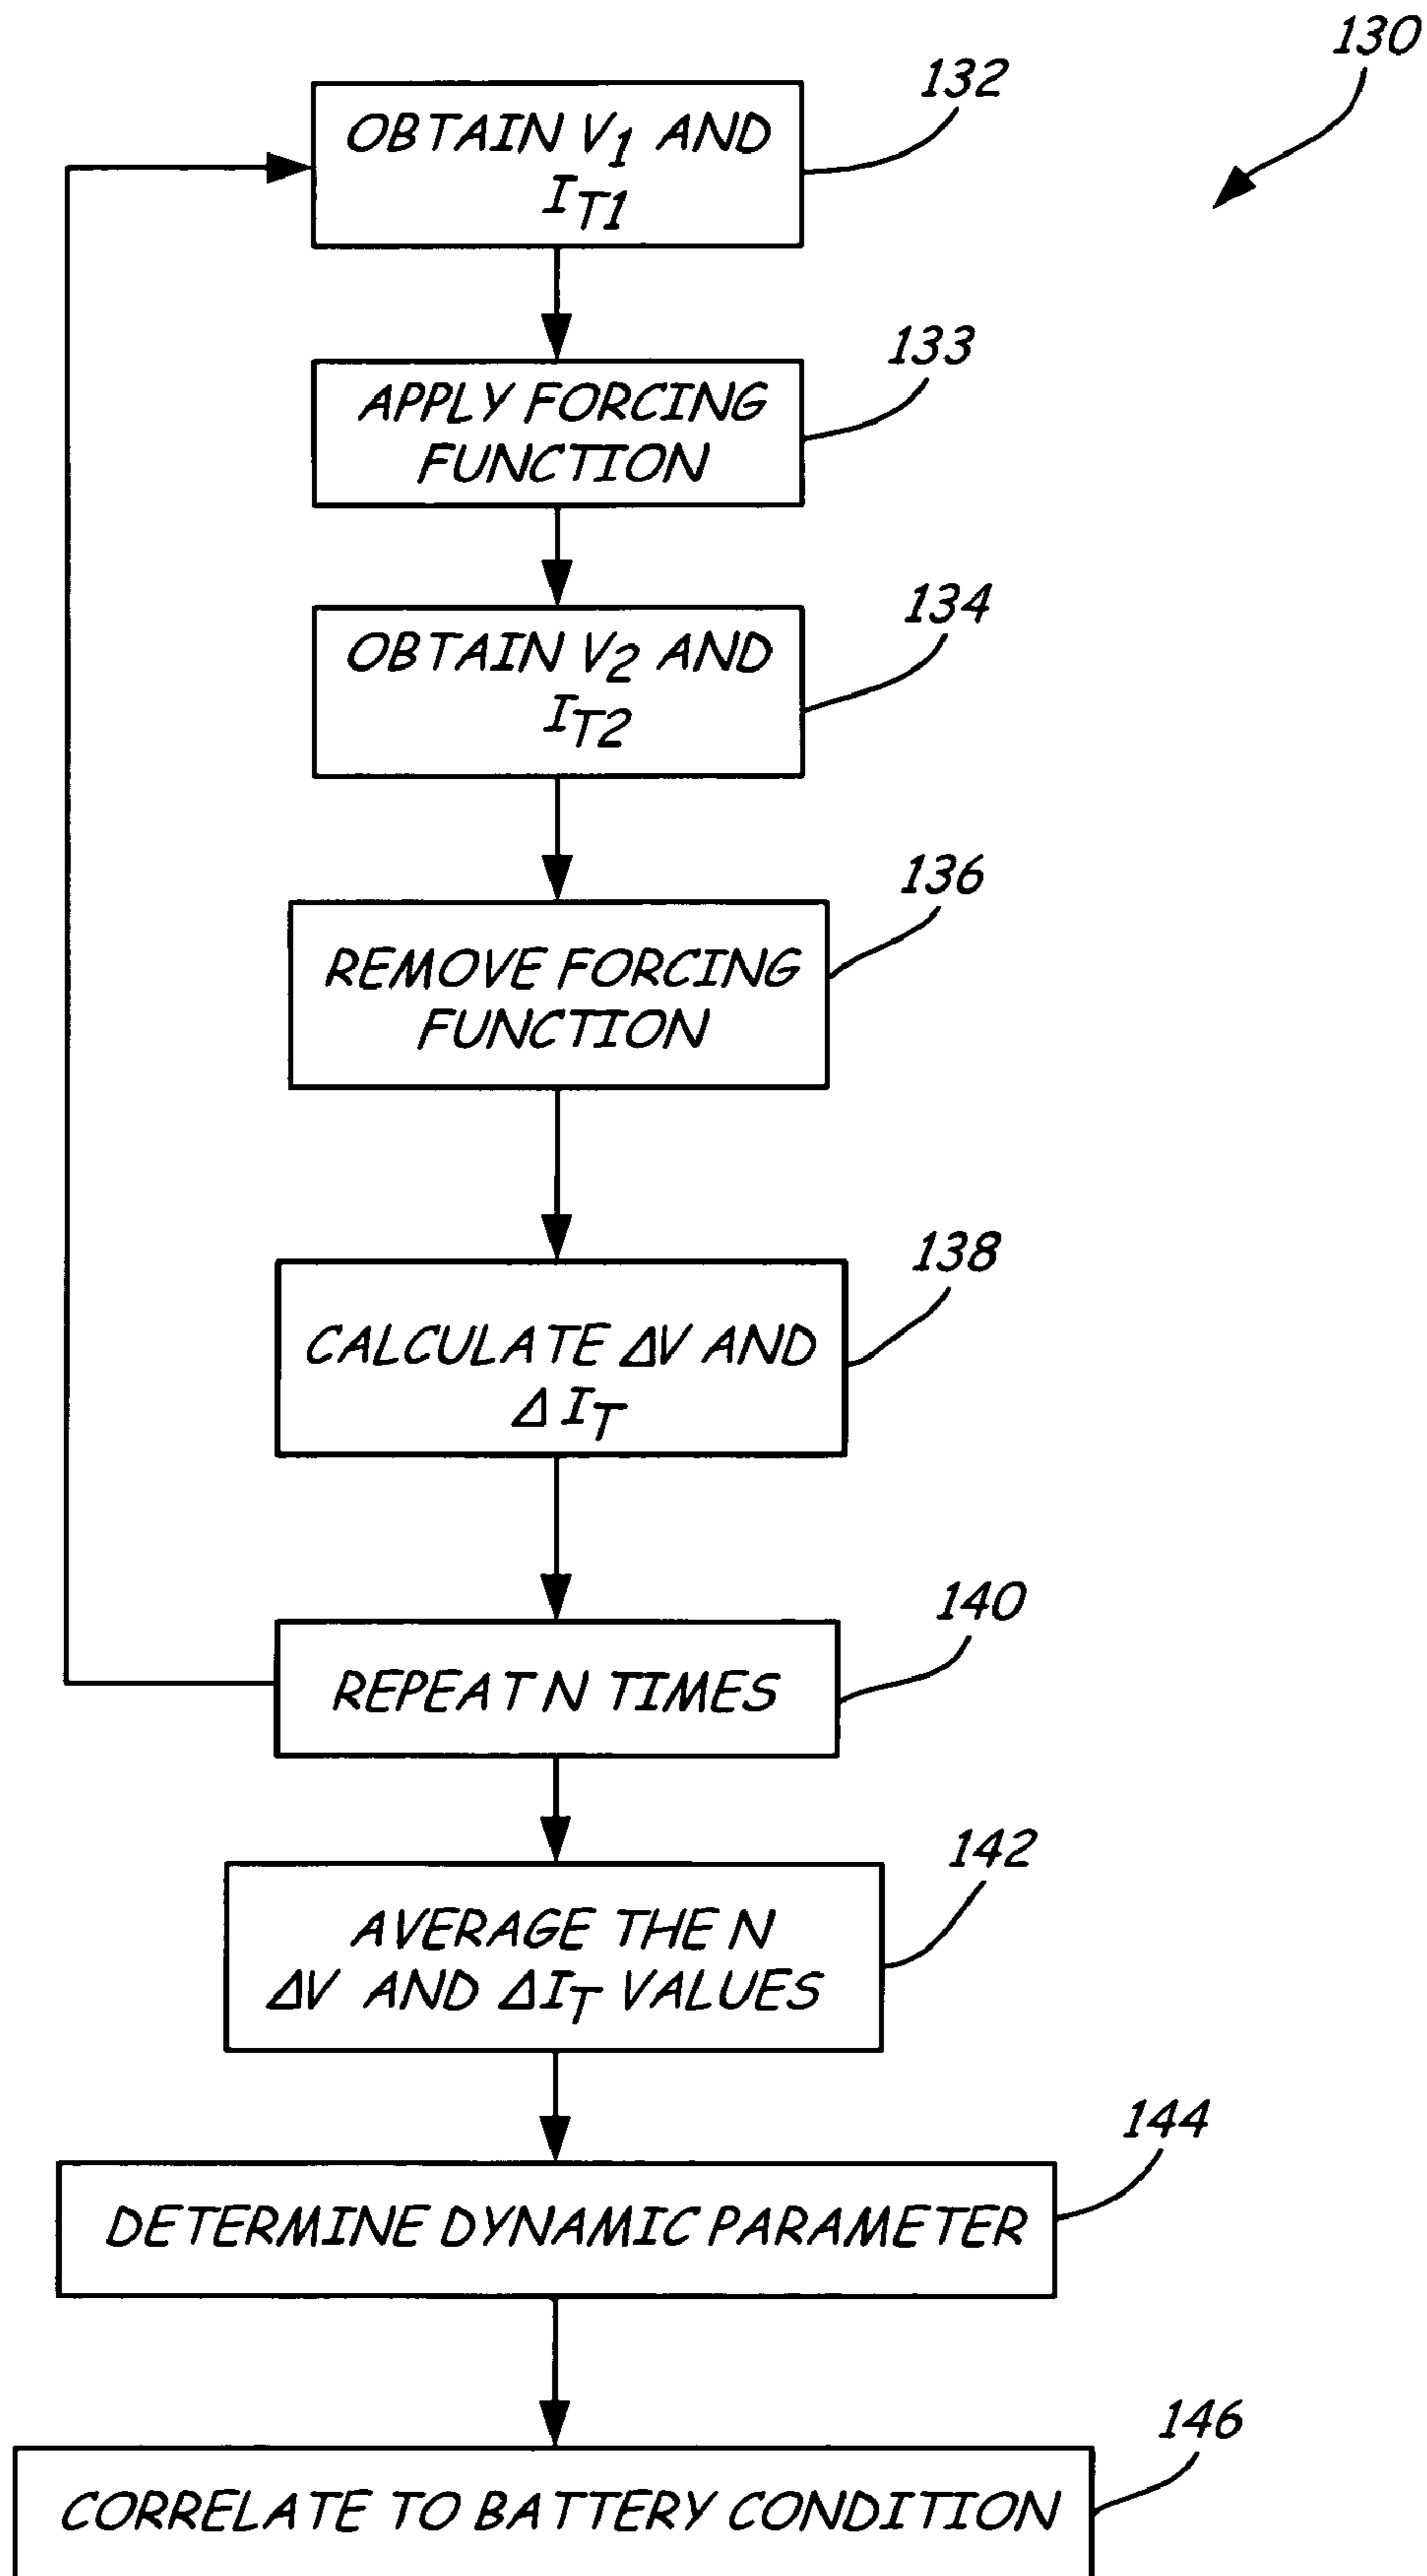 130
132
OBTAIN V1 AND
IT1
133
APPLY FORCING
FUNCTION
134
OBTAIN V2 AND
IT2
136
REMOVE FORCING
FUNCTION
138
CALCULATE ΔV AND
Δ IT
140
REPEAT N TIMES
142
AVERAGE THE N
ΔV AND ΔIT VALUES
144
DETERMINE DYNAMIC PARAMETER
146
CORRELATE TO BATTERY CONDITION